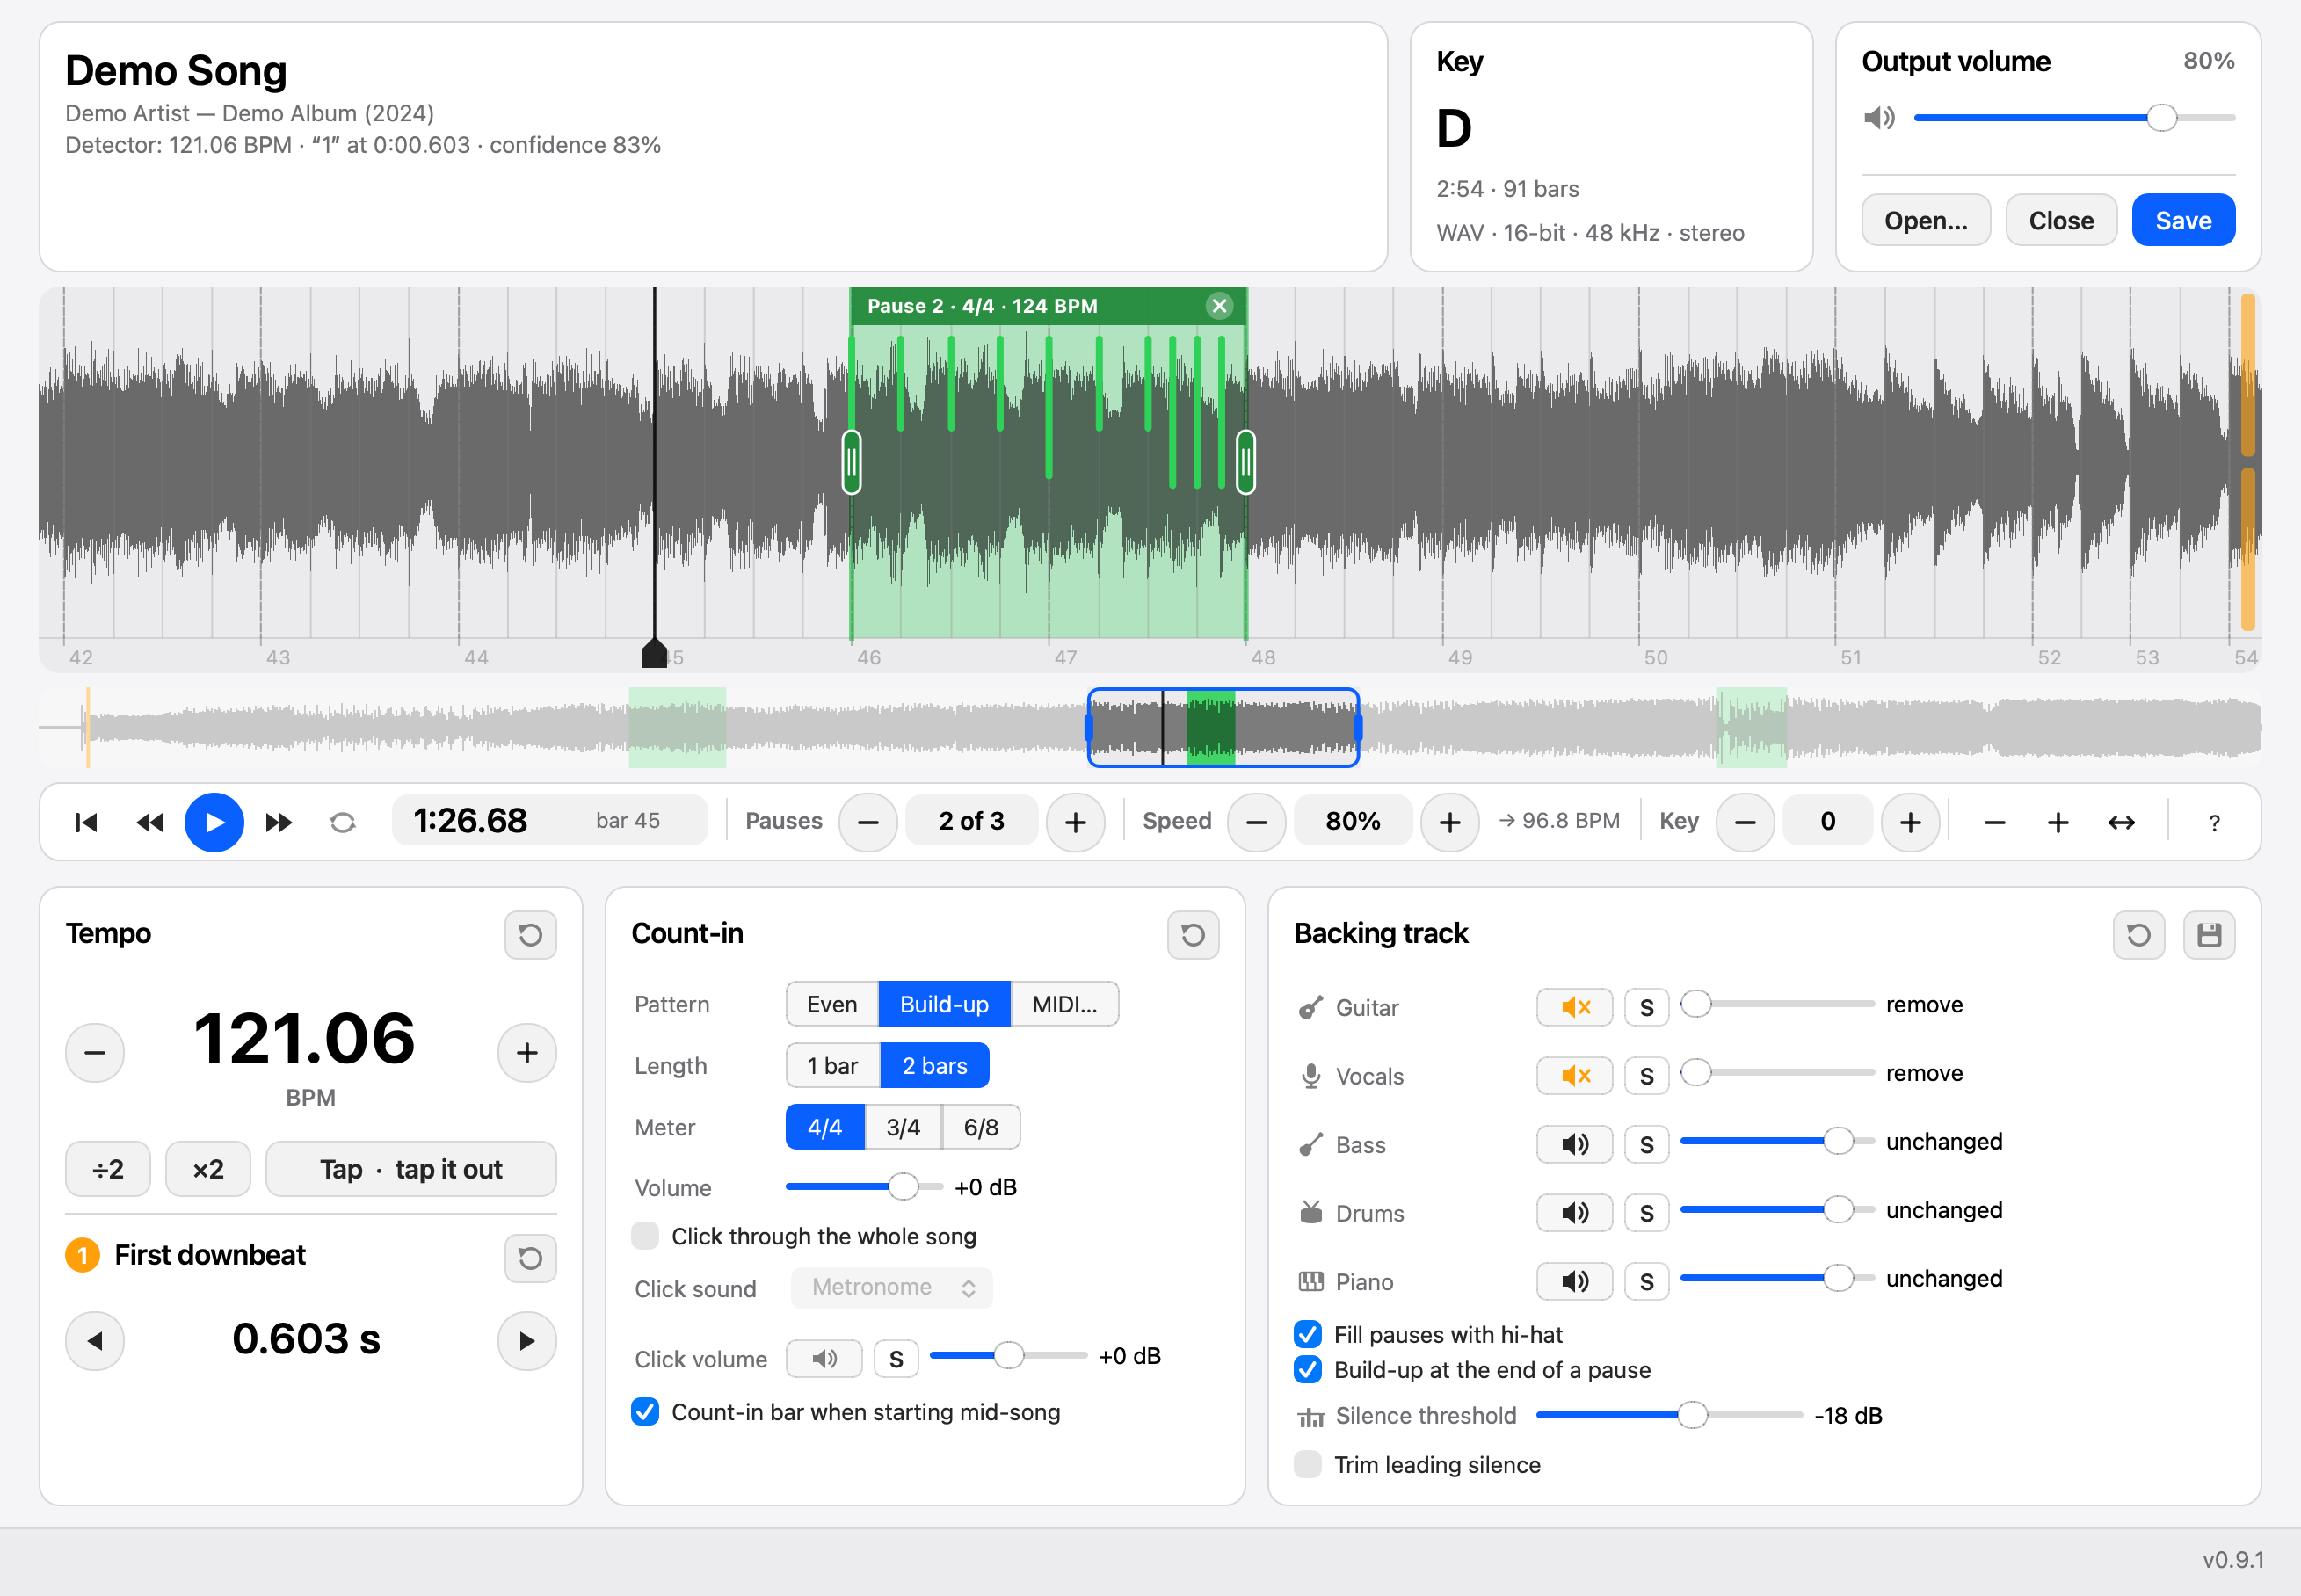 Demo Song
Demo Artist — Demo Album (2024)
Detector: 121.06 BPM · “1” at 0:00.603 · confidence 83%
Key
D
2:54 · 91 bars
WAV · 16-bit · 48 kHz · stereo
Output volume 80%
Open... Close Save
Pause 2 · 4/4 · 124 BPM
42 43 44 45 46 47 48 49 50 51 52 53 54
1:26.68 bar 45 Pauses − 2 of 3 + Speed − 80% + → 96.8 BPM Key − 0 + − + ↔ ?
Tempo
− 121.06 +
BPM
÷2 ×2 Tap · tap it out
1 First downbeat
0.603 s
Count-in
Pattern Even Build-up MIDI...
Length 1 bar 2 bars
Meter 4/4 3/4 6/8
Volume +0 dB
Click through the whole song
Click sound Metronome
Click volume S +0 dB
Count-in bar when starting mid-song
Backing track
Guitar S remove
Vocals S remove
Bass S unchanged
Drums S unchanged
Piano S unchanged
Fill pauses with hi-hat
Build-up at the end of a pause
Silence threshold -18 dB
Trim leading silence
v0.9.1